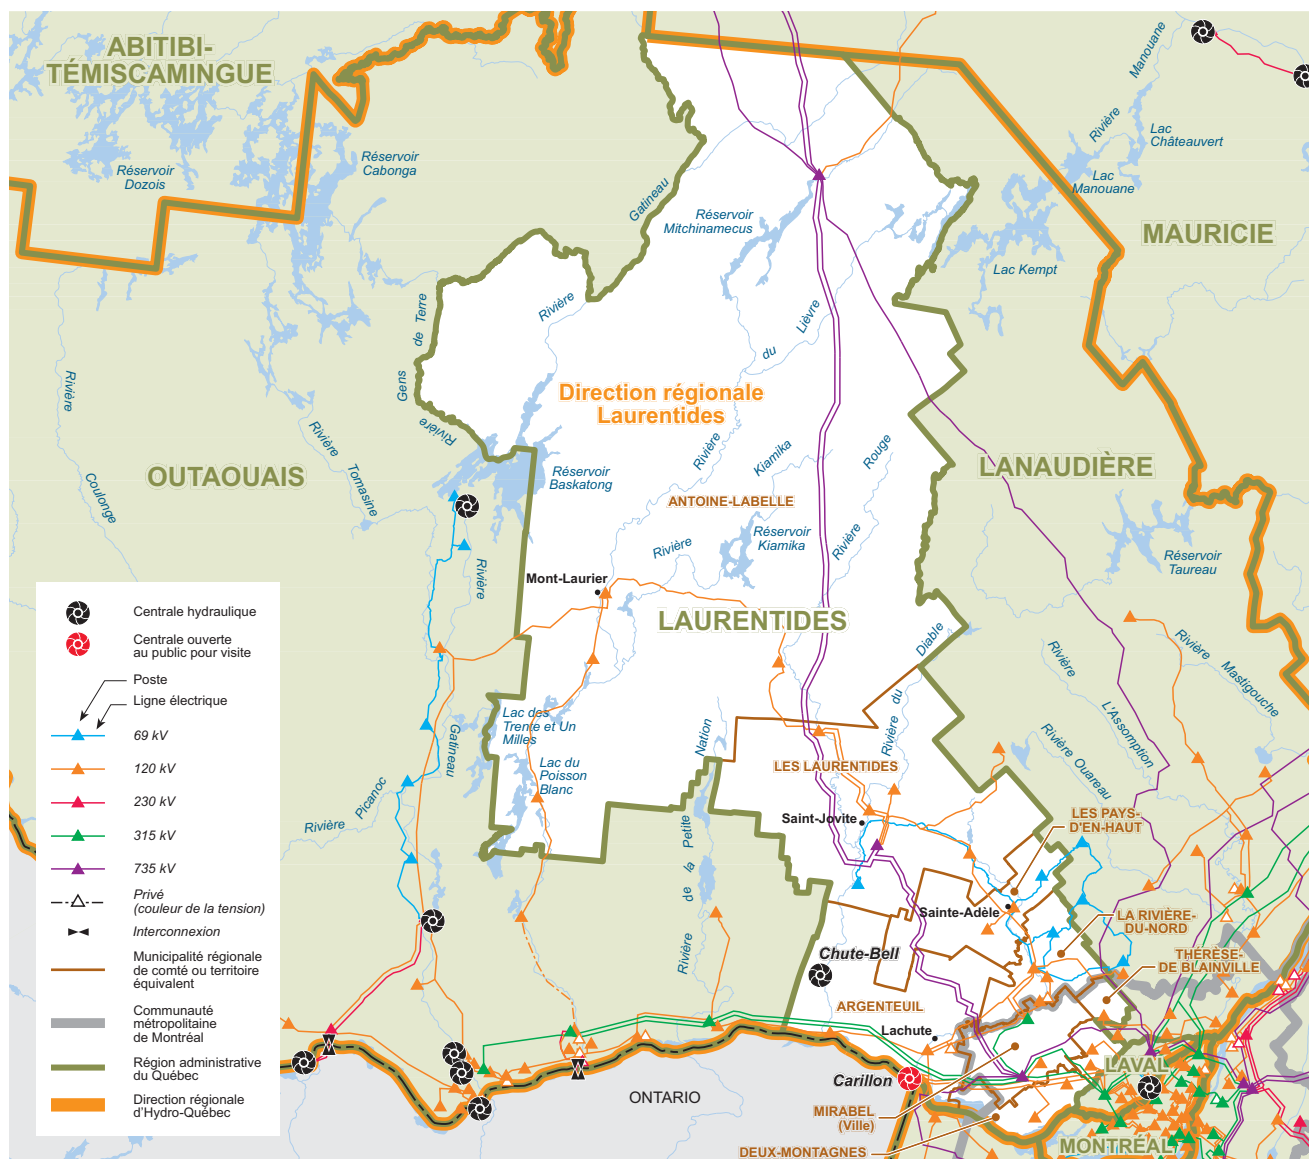 ABITIBI-
TÉMISCAMINGUE
Réservoir
Dozois
Réservoir
Cabonga
Gatineau
Réservoir
Mitchinamecus
Rivière
Manouane
Lac
Châteauvert
Lac
Manouane
MAURICIE
Lac Kempt
Rivière
Gens
de Terre
Rivière
Lièvre
du
Rivière
Direction régionale
Laurentides
Rivière
Coulonge
Rivière
Tomasine
OUTAOUAIS
Réservoir
Baskatong
Kiamika
Rivière
Rouge
Rivière
ANTOINE-LABELLE
Réservoir
Kiamika
LANAUDIÈRE
Réservoir
Taureau
Rivière
Mont-Laurier
LAURENTIDES
Diable
du
Rivière
Rivière
L'Assomption
Rivière
Mastigouche
Rivière Ouareau
Gatineau
Lac des
Trente et Un
Milles
Lac du
Poisson
Blanc
Nation
Petite
la
de
Rivière
Rivière
Picanoc
LES LAURENTIDES
Saint-Jovite
LES PAYS-
D'EN-HAUT
Sainte-Adèle
LA RIVIÈRE-
DU-NORD
THÉRÈSE-
DE BLAINVILLE
Chute-Bell
ARGENTEUIL
Lachute
Carillon
MIRABEL
(Ville)
DEUX-MONTAGNES
LAVAL
MONTRÉAL
ONTARIO
Centrale hydraulique
Centrale ouverte
au public pour visite
Poste
Ligne électrique
69 kV
120 kV
230 kV
315 kV
735 kV
Privé
(couleur de la tension)
Interconnexion
Municipalité régionale
de comté ou territoire
équivalent
Communauté
métropolitaine
de Montréal
Région administrative
du Québec
Direction régionale
d'Hydro-Québec